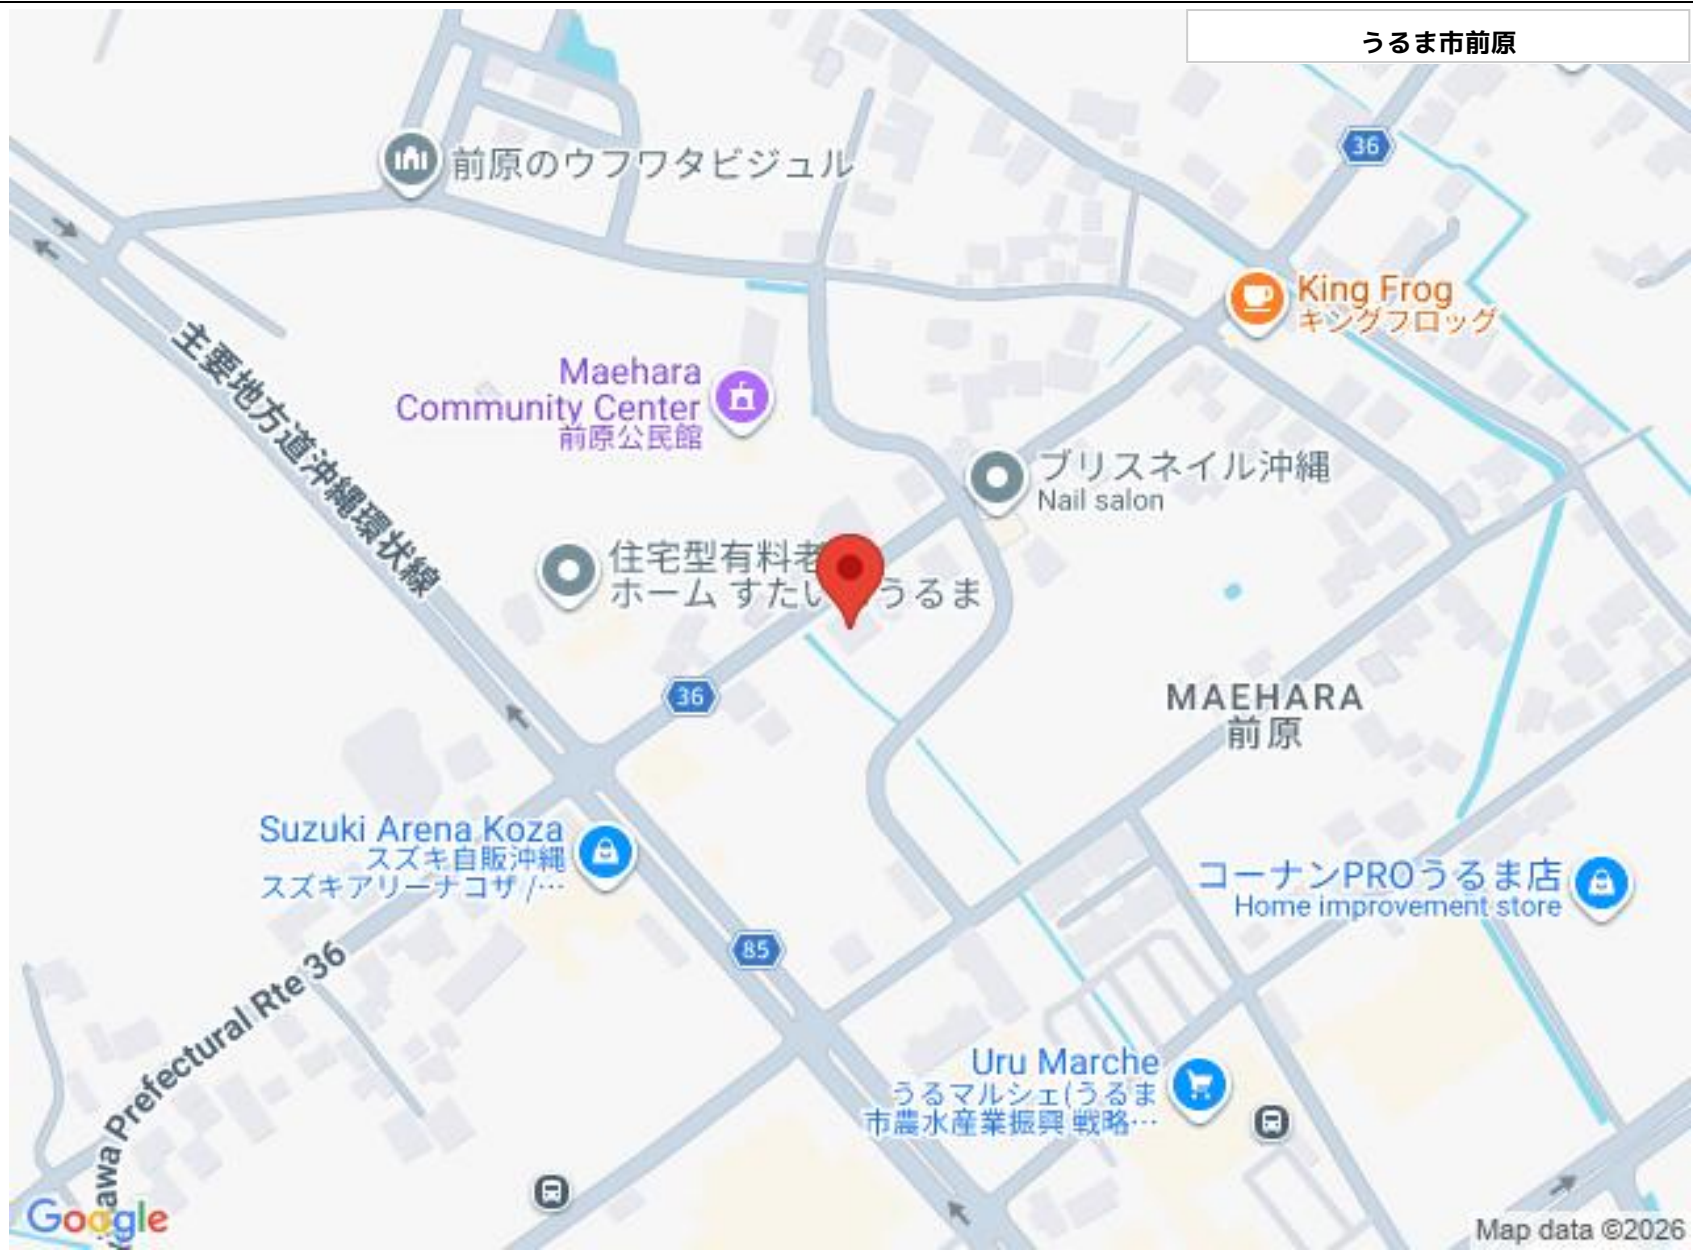 うるま市前原
36
前原のウフワタビジュル
King Frog
キングフロッグ
主要地方道沖縄環状線
Maehara
Community Center
前原公民館
ブリスネイル沖縄
Nail salon
住宅型有料老
ホーム すたい うるま
36
MAEHARA
前原
Suzuki Arena Koza
スズキ自販沖縄
スズキアリーナコザ /…
コーナンPROうるま店
Home improvement store
85
Prefectural Rte 36
Uru Marche
うるマルシェ(うるま
市農水産業振興 戦略…
Google
Map data ©2026